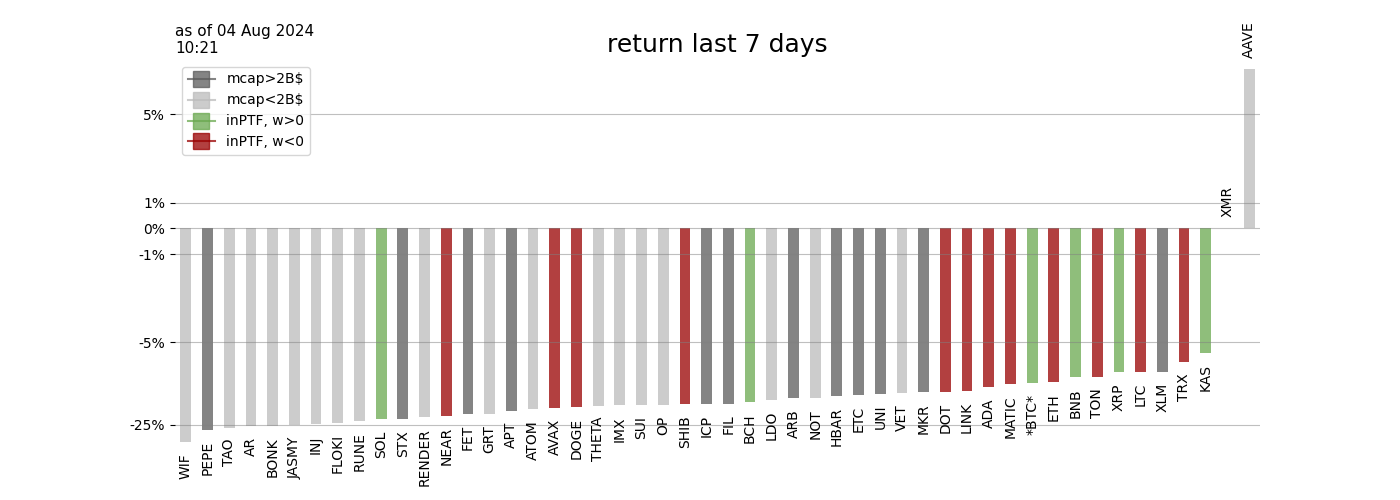 as of 04 Aug 2024
10:21
return last 7 days
mcap>2B$
mcap<2B$
inPTF, w>0
inPTF, w<0
5%
1%
0%
-1%
-5%
-25%
WIF
PEPE
TAO
AR
BONK
JASMY
INJ
FLOKI
RUNE
SOL
STX
RENDER
NEAR
FET
GRT
APT
ATOM
AVAX
DOGE
THETA
IMX
SUI
OP
SHIB
ICP
FIL
BCH
LDO
ARB
NOT
HBAR
ETC
UNI
VET
MKR
DOT
LINK
ADA
MATIC
*BTC*
ETH
BNB
TON
XRP
LTC
XLM
TRX
KAS
XMR
AAVE